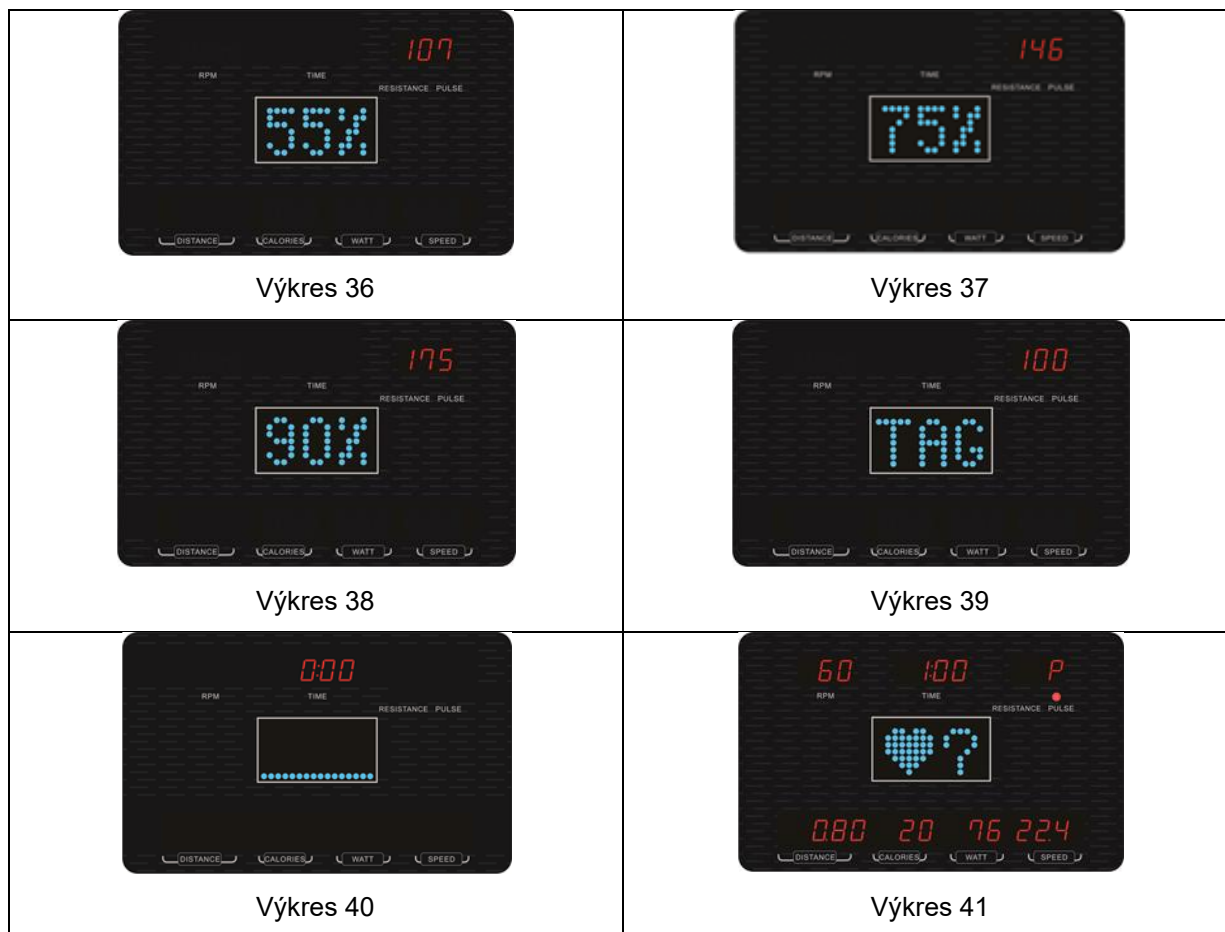 107
RPM TIME
RESISTANCE PULSE
55%
DISTANCE CALORIES WATT SPEED
Výkres 36
146
RPM TIME
RESISTANCE PULSE
75%
DISTANCE CALORIES WATT SPEED
Výkres 37
175
RPM TIME
RESISTANCE PULSE
90%
DISTANCE CALORIES WATT SPEED
Výkres 38
100
RPM TIME
RESISTANCE PULSE
TAG
DISTANCE CALORIES WATT SPEED
Výkres 39
0:00
RPM TIME
RESISTANCE PULSE
DISTANCE CALORIES WATT SPEED
Výkres 40
60 1:00 P
RPM TIME
RESISTANCE PULSE
?
0.80 20 76 22.4
DISTANCE CALORIES WATT SPEED
Výkres 41